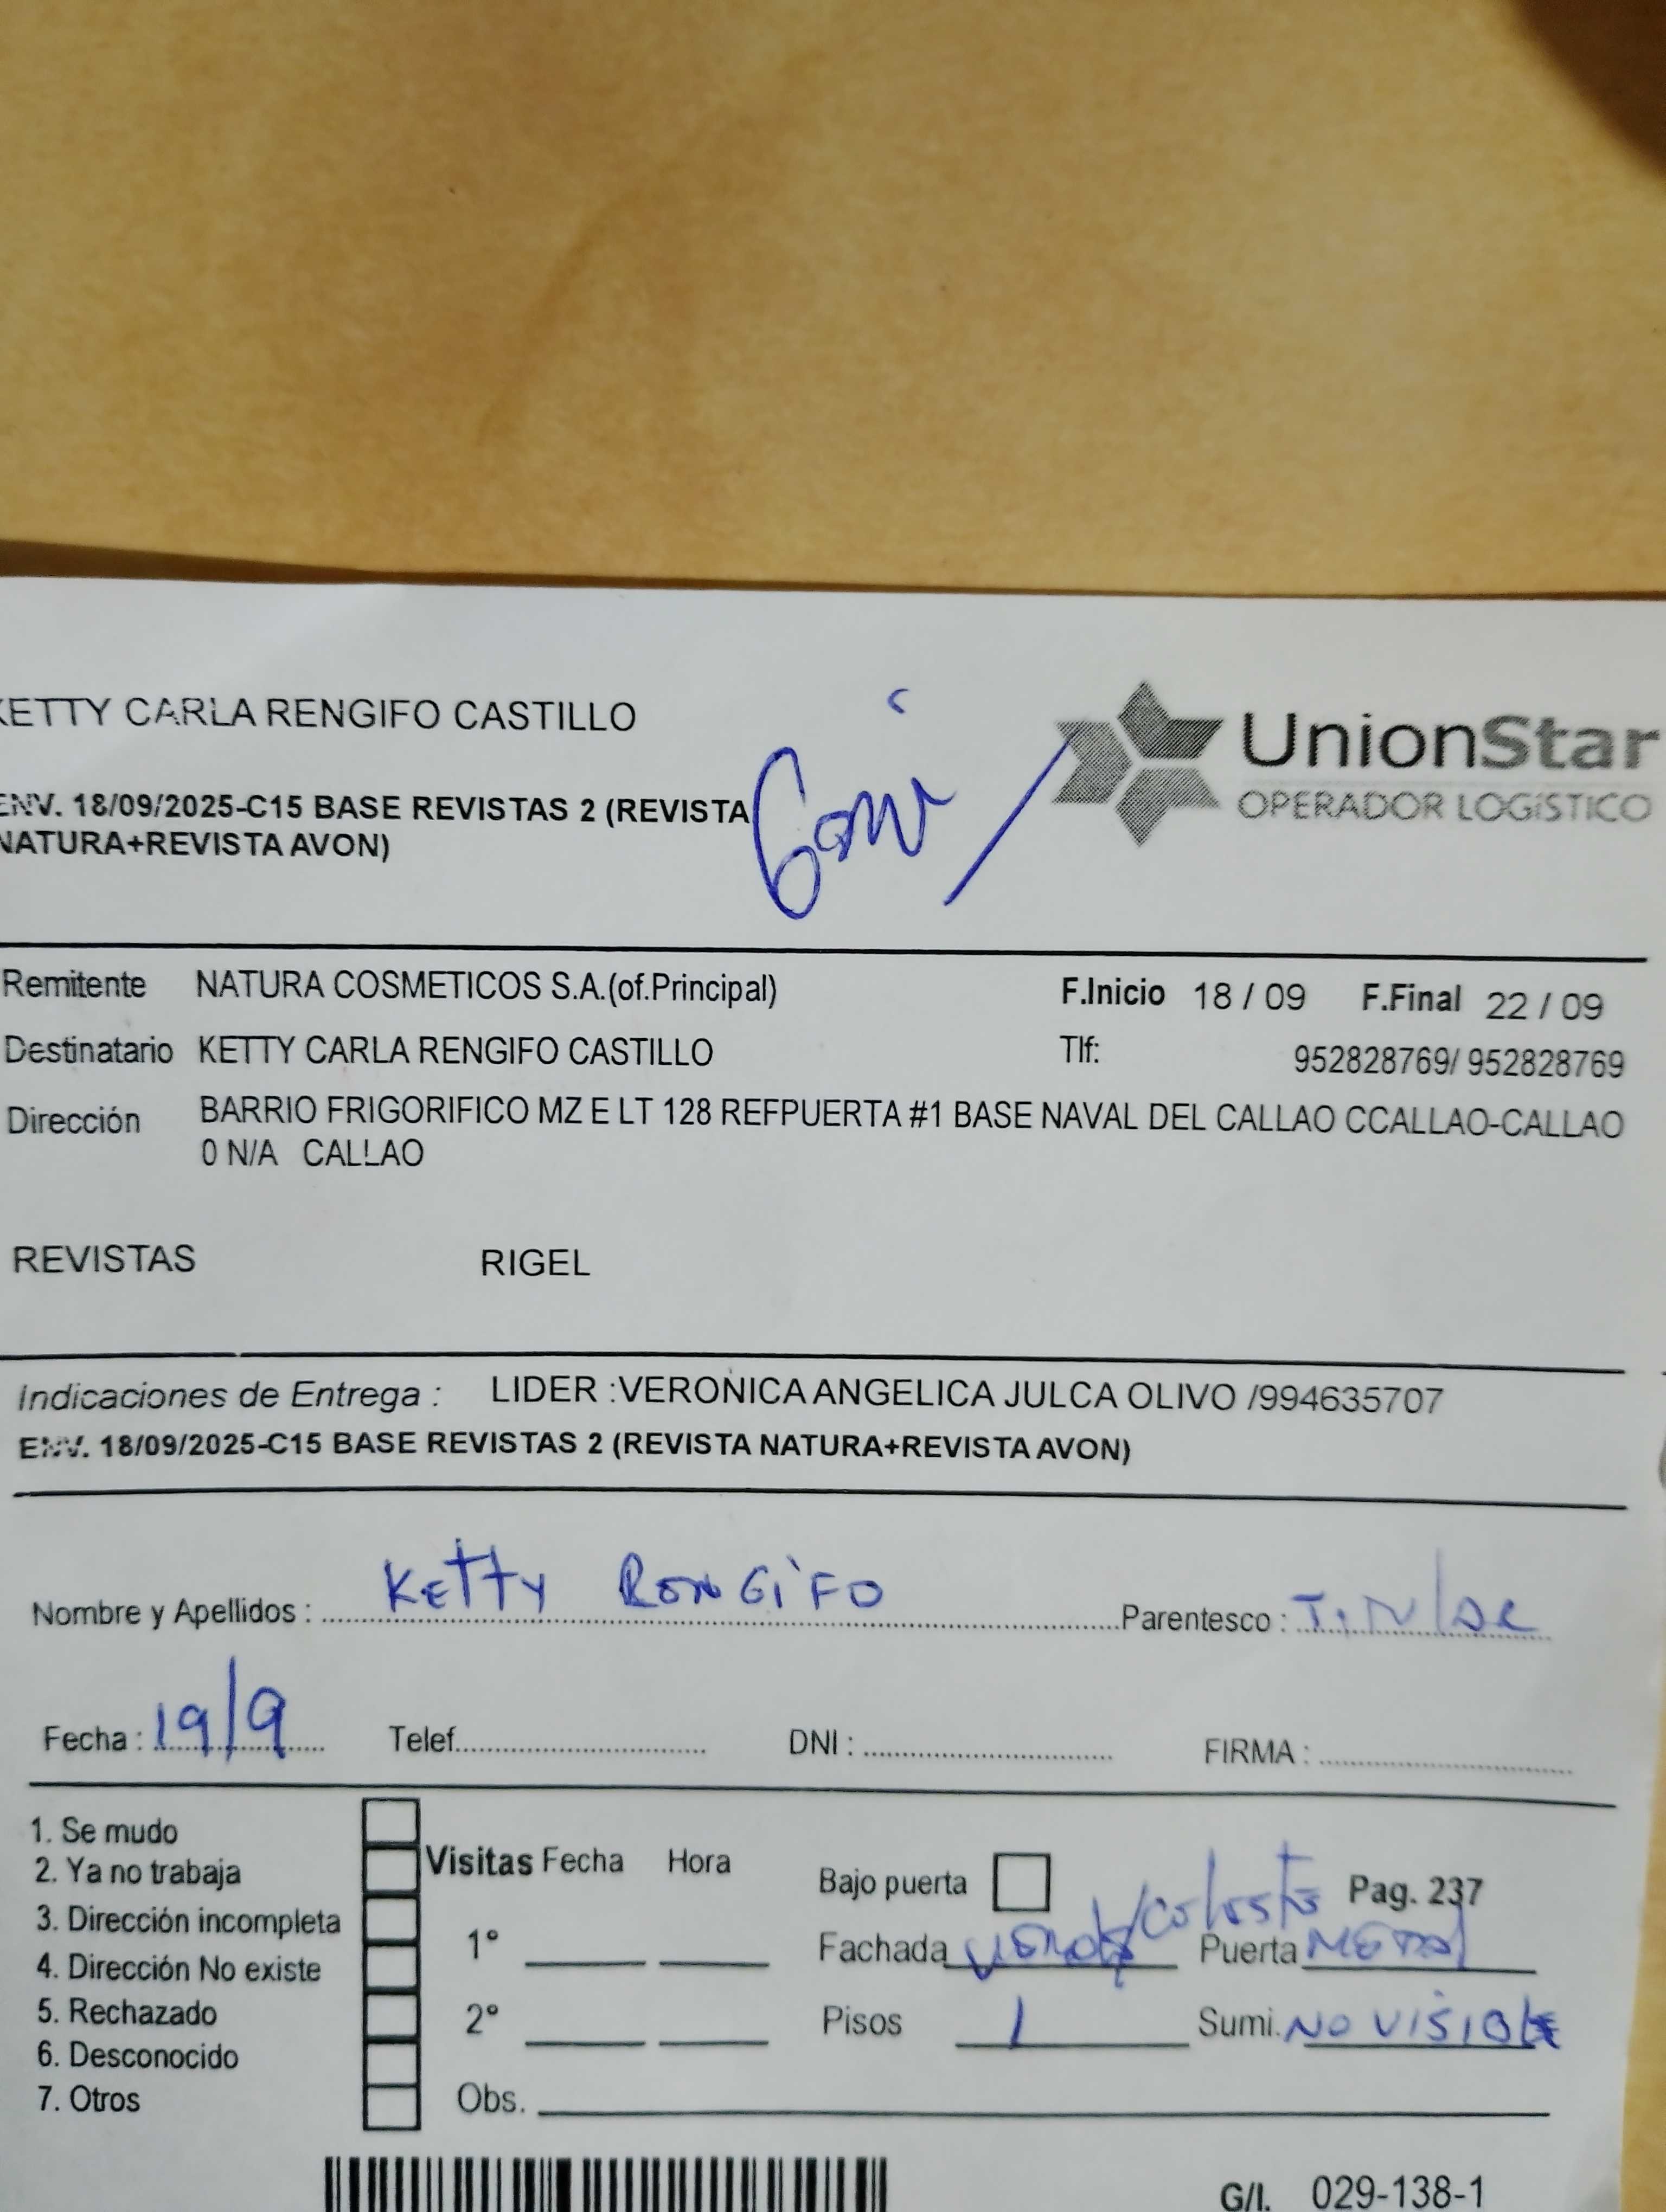 KETTY CARLA RENGIFO CASTILLO
UnionStar
OPERADOR LOGÍSTICO
ENV. 18/09/2025-C15 BASE REVISTAS 2 (REVISTA
NATURA+REVISTA AVON)
Remitente NATURA COSMETICOS S.A.(of.Principal) F.Inicio 18 / 09 F.Final 22 / 09
Destinatario KETTY CARLA RENGIFO CASTILLO Tlf: 952828769/ 952828769
Dirección BARRIO FRIGORIFICO MZ E LT 128 REFPUERTA #1 BASE NAVAL DEL CALLAO CCALLAO-CALLAO
0 N/A CALLAO
REVISTAS RIGEL
Indicaciones de Entrega : LIDER :VERONICA ANGELICA JULCA OLIVO /994635707
ENV. 18/09/2025-C15 BASE REVISTAS 2 (REVISTA NATURA+REVISTA AVON)
Nombre y Apellidos : Ketty RENGIFO Parentesco :
Fecha : 19/9 Telef. DNI : FIRMA :
1. Se mudo
2. Ya no trabaja
3. Dirección incompleta
4. Dirección No existe
5. Rechazado
6. Desconocido
7. Otros
Visitas Fecha Hora
1°
2°
Obs.
Bajo puerta Pag. 237
Fachada Puerta METAL
Pisos 1 Sumi. NO VISIBLE
G/I. 029-138-1